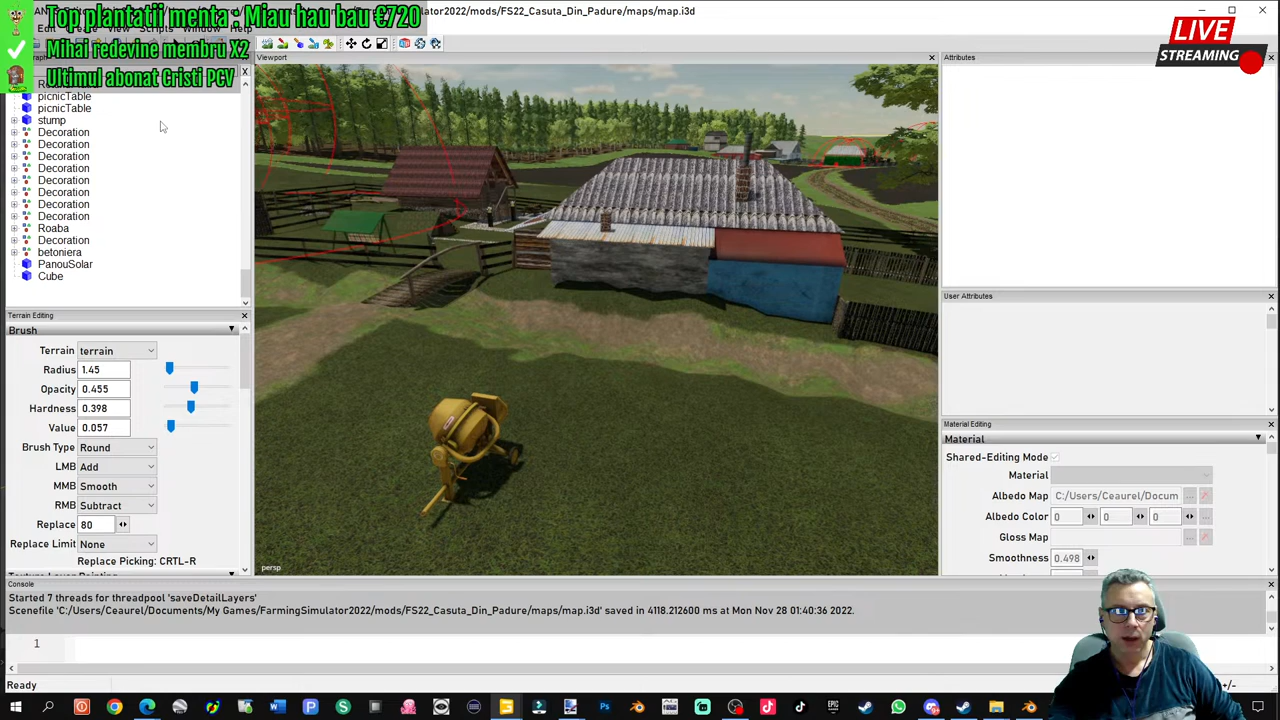 Top plantatii menta : Miau hau bau €720
Mihai redevine membru X2
Ultimul abonat Cristi PCV
Simulator2022/mods/FS22_Casuta_Din_Padure/maps/map.i3d
LIVE
STREAMING
Viewport
Attributes
picnicTable
picnicTable
stump
Decoration
Decoration
Decoration
Decoration
Decoration
Decoration
Decoration
Decoration
Roaba
Decoration
betoniera
PanouSolar
Cube
Terrain Editing
Brush
Terrain terrain
Radius 1.45
Opacity 0.455
Hardness 0.398
Value 0.057
Brush Type Round
LMB Add
MMB Smooth
RMB Subtract
Replace 80
Replace Limit None
Replace Picking: CRTL-R
persp
User Attributes
Material Editing
Material
Shared-Editing Mode
Material
Albedo Map C:/Users/Ceaurel/Docum ...
Albedo Color 0 0 0 ...
Gloss Map ...
Smoothness 0.498
Console
Started 7 threads for threadpool 'saveDetailLayers'
Scenefile 'C:/Users/Ceaurel/Documents/My Games/FarmingSimulator2022/mods/FS22_Casuta_Din_Padure/maps/map.i3d' saved in 4118.212600 ms at Mon Nov 28 01:40:36 2022.
1
Ready
+/-